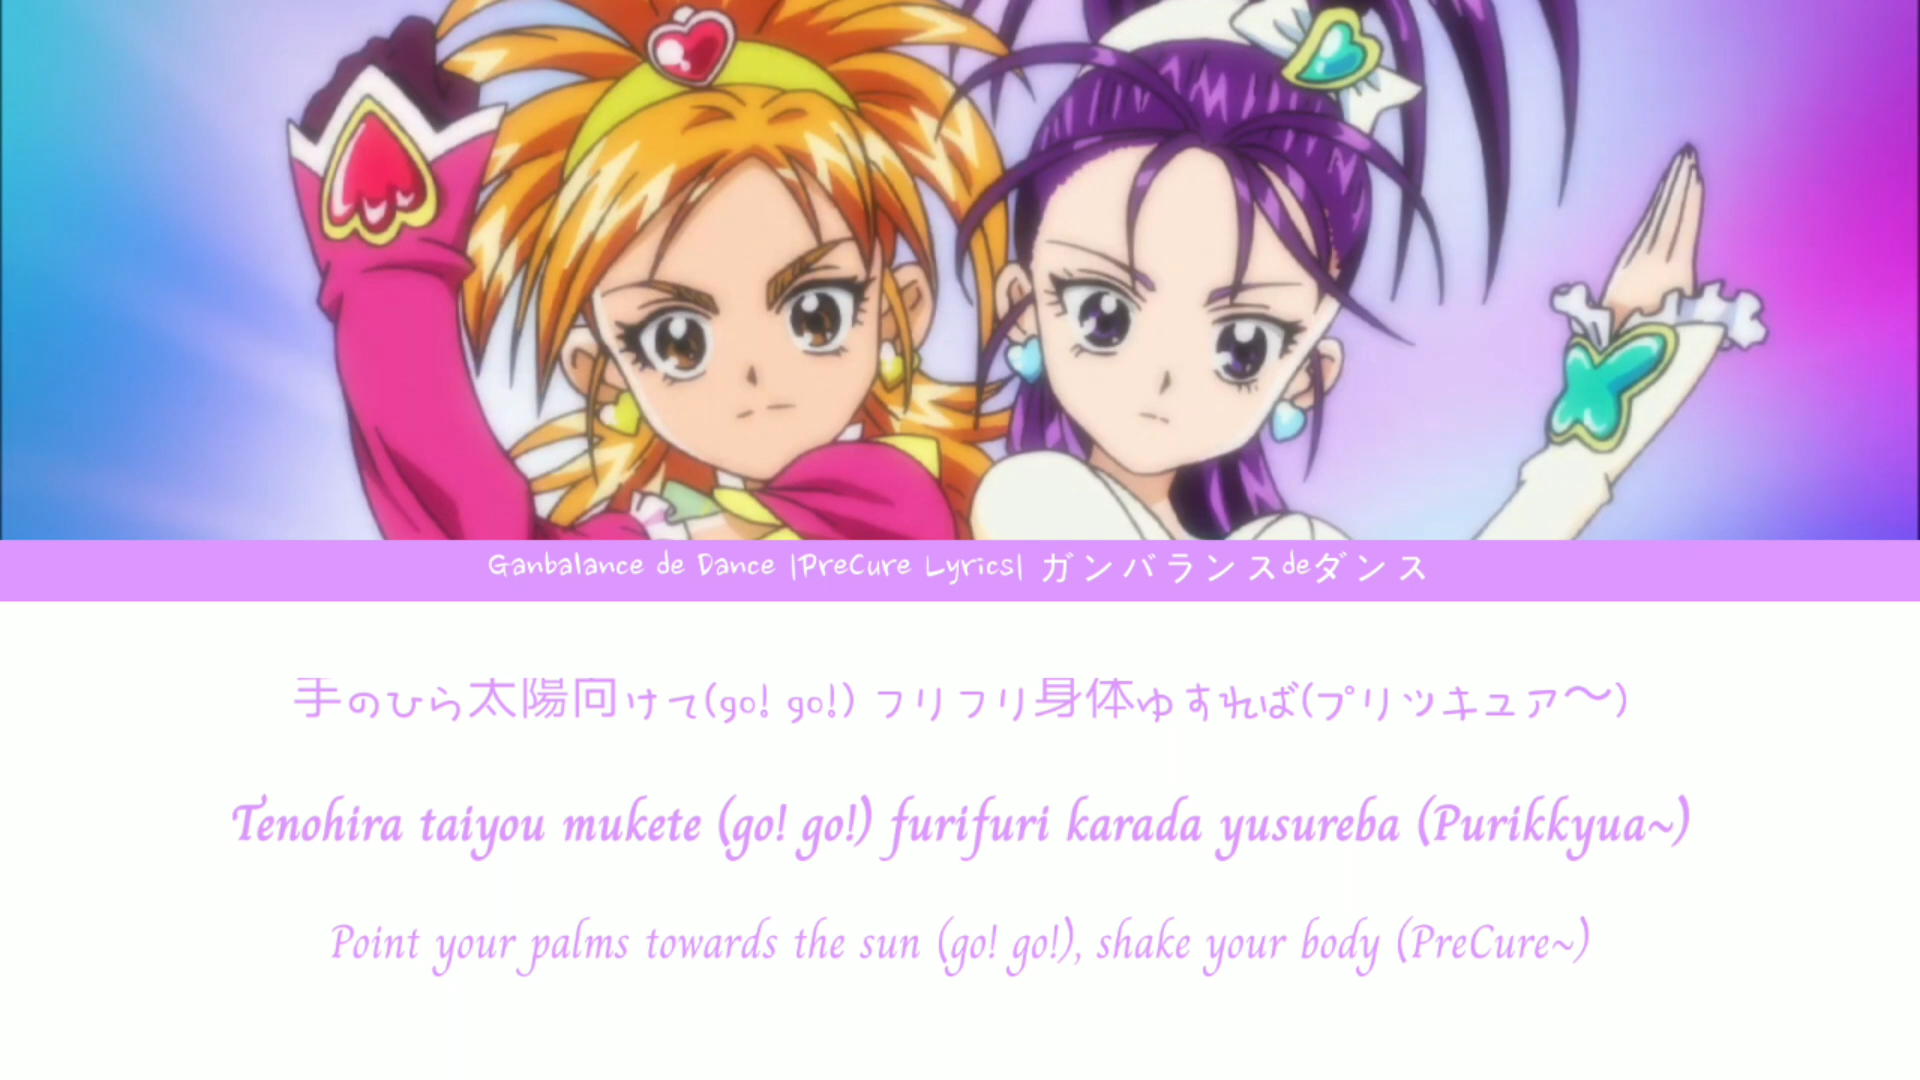 Ganbalance de Dance |PreCure Lyrics| ガンバランスdeダンス
手のひら太陽向けて(go! go!) フリフリ身体ゆすれば(プリッキュア～)
Tenohira taiyou mukete (go! go!) furifuri karada yusureba (Purikkyua~)
Point your palms towards the sun (go! go!), shake your body (PreCure~)